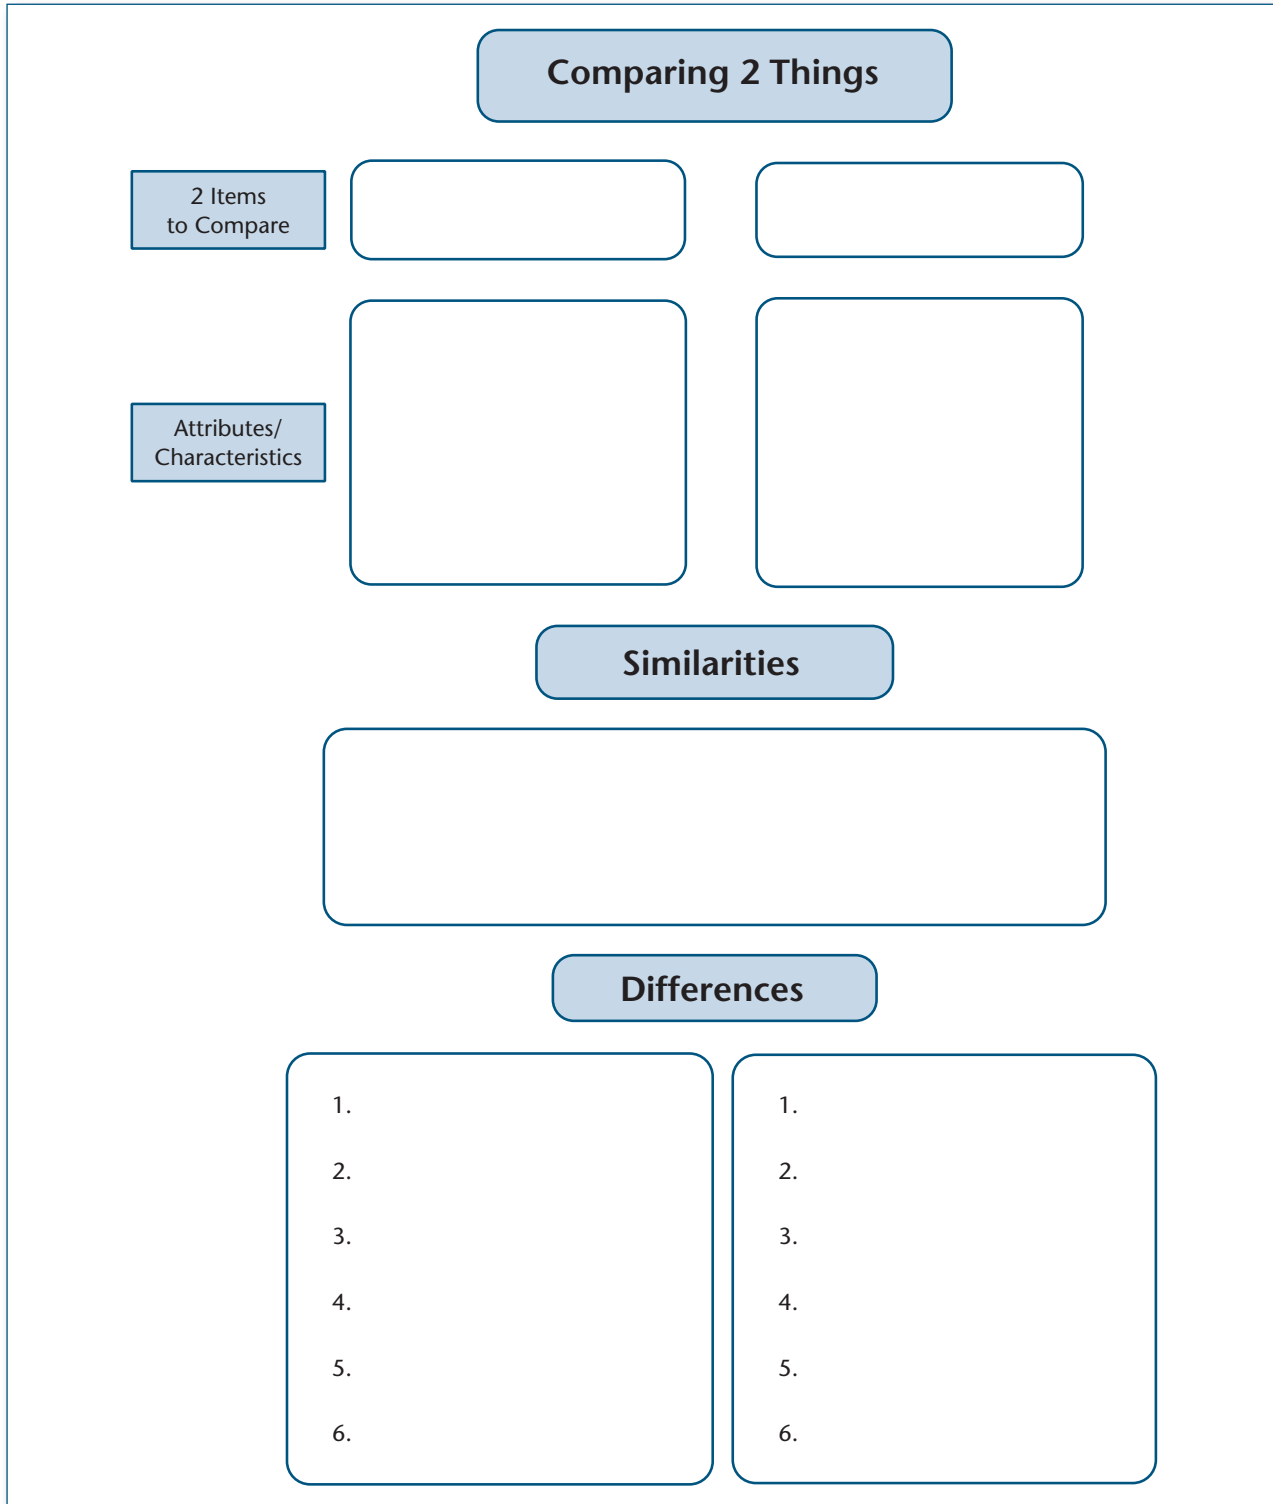 Comparing 2 Things
2 Items
to Compare
Attributes/
Characteristics
Similarities
Differences
1.
2.
3.
4.
5.
6.
1.
2.
3.
4.
5.
6.